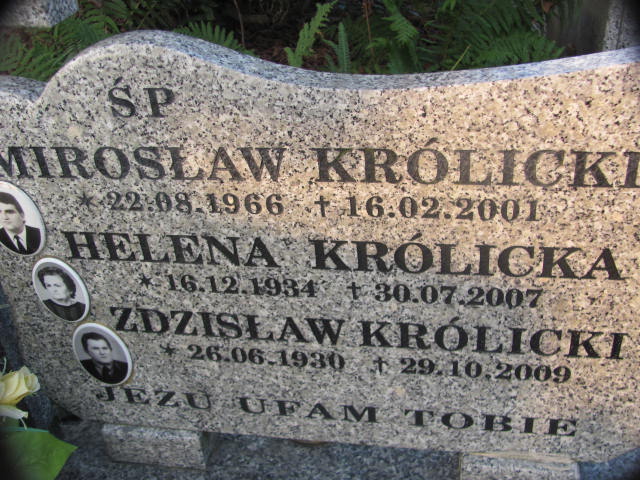 ŚP
MIROSŁAW KRÓLICKI
* 22.08.1966 † 16.02.2001
HELENA KRÓLICKA
* 16.12.1934 † 30.07.2007
ZDZISŁAW KRÓLICKI
* 26.06.1930 † 29.10.2009
JEZU UFAM TOBIE